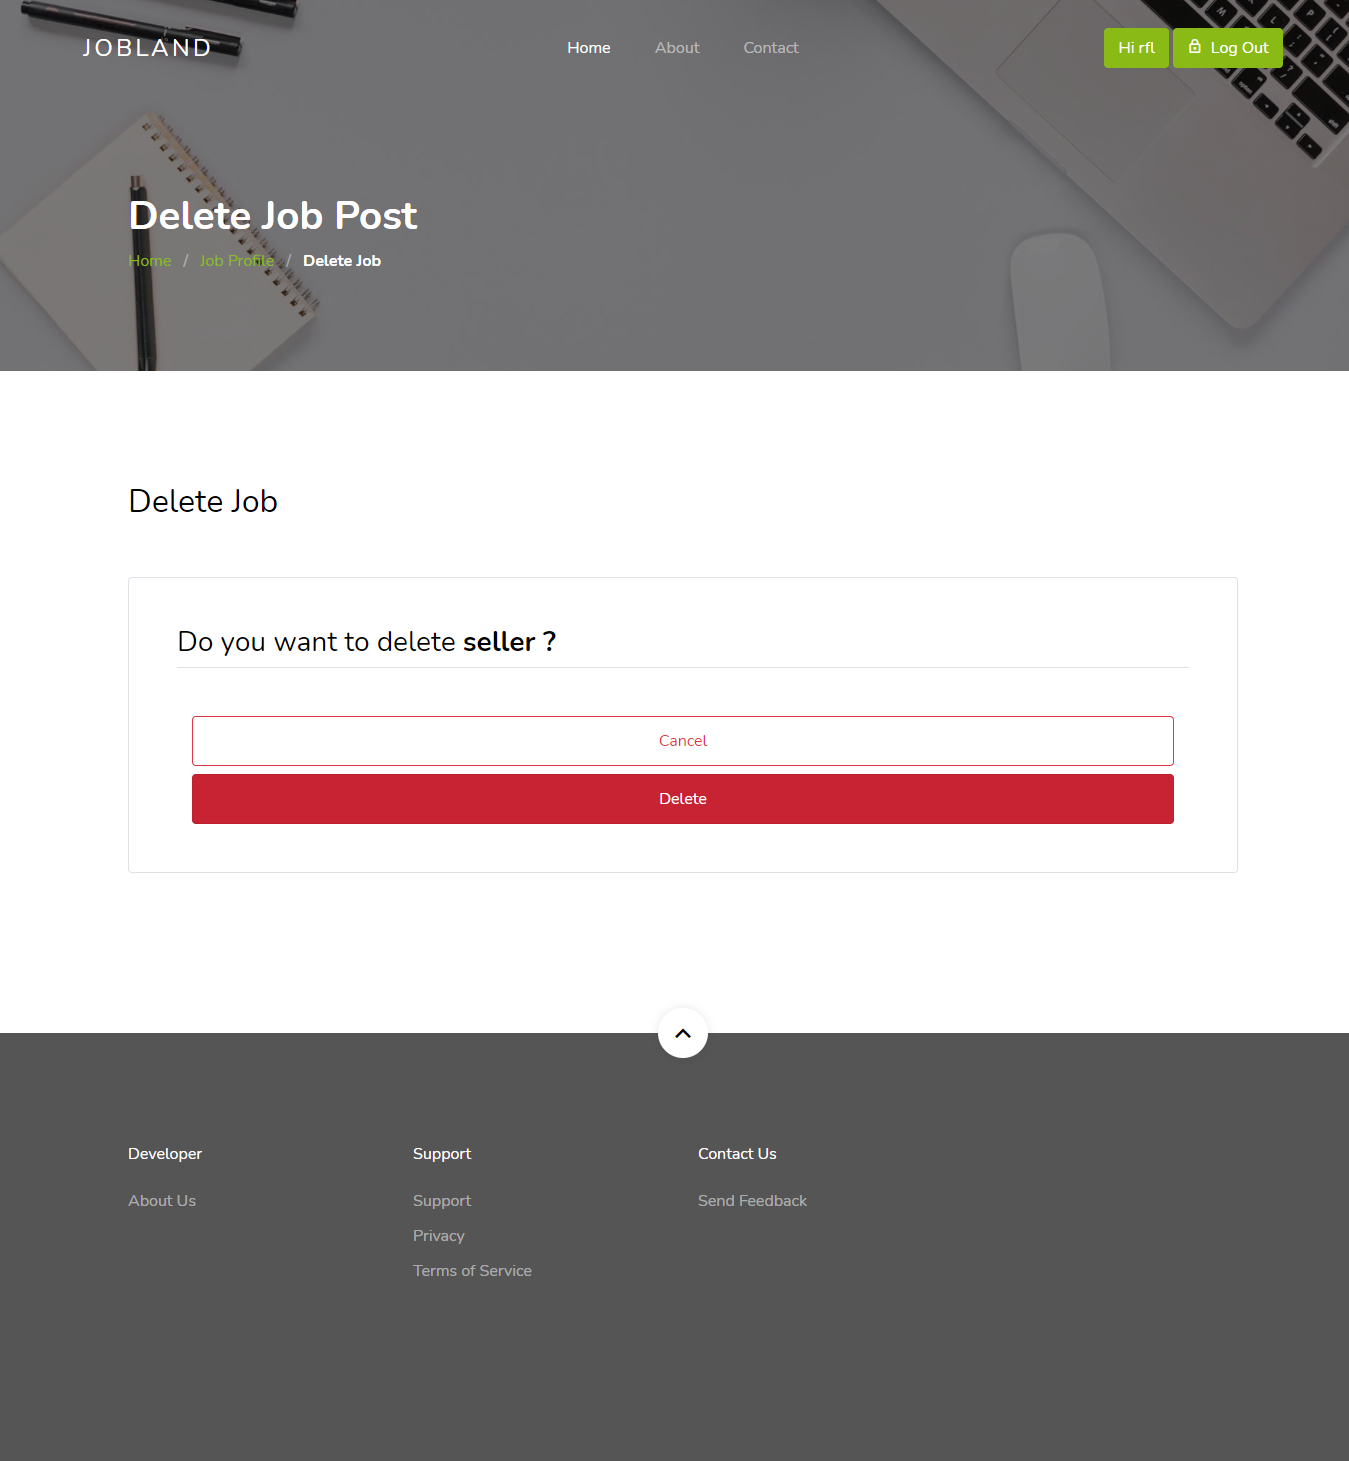 JOBLAND
Home About Contact
Hi rfl Log Out
Delete Job Post
Home / Job Profile / Delete Job
Delete Job
Do you want to delete seller ?
Cancel
Delete
Developer Support Contact Us
About Us Support Send Feedback
Privacy
Terms of Service